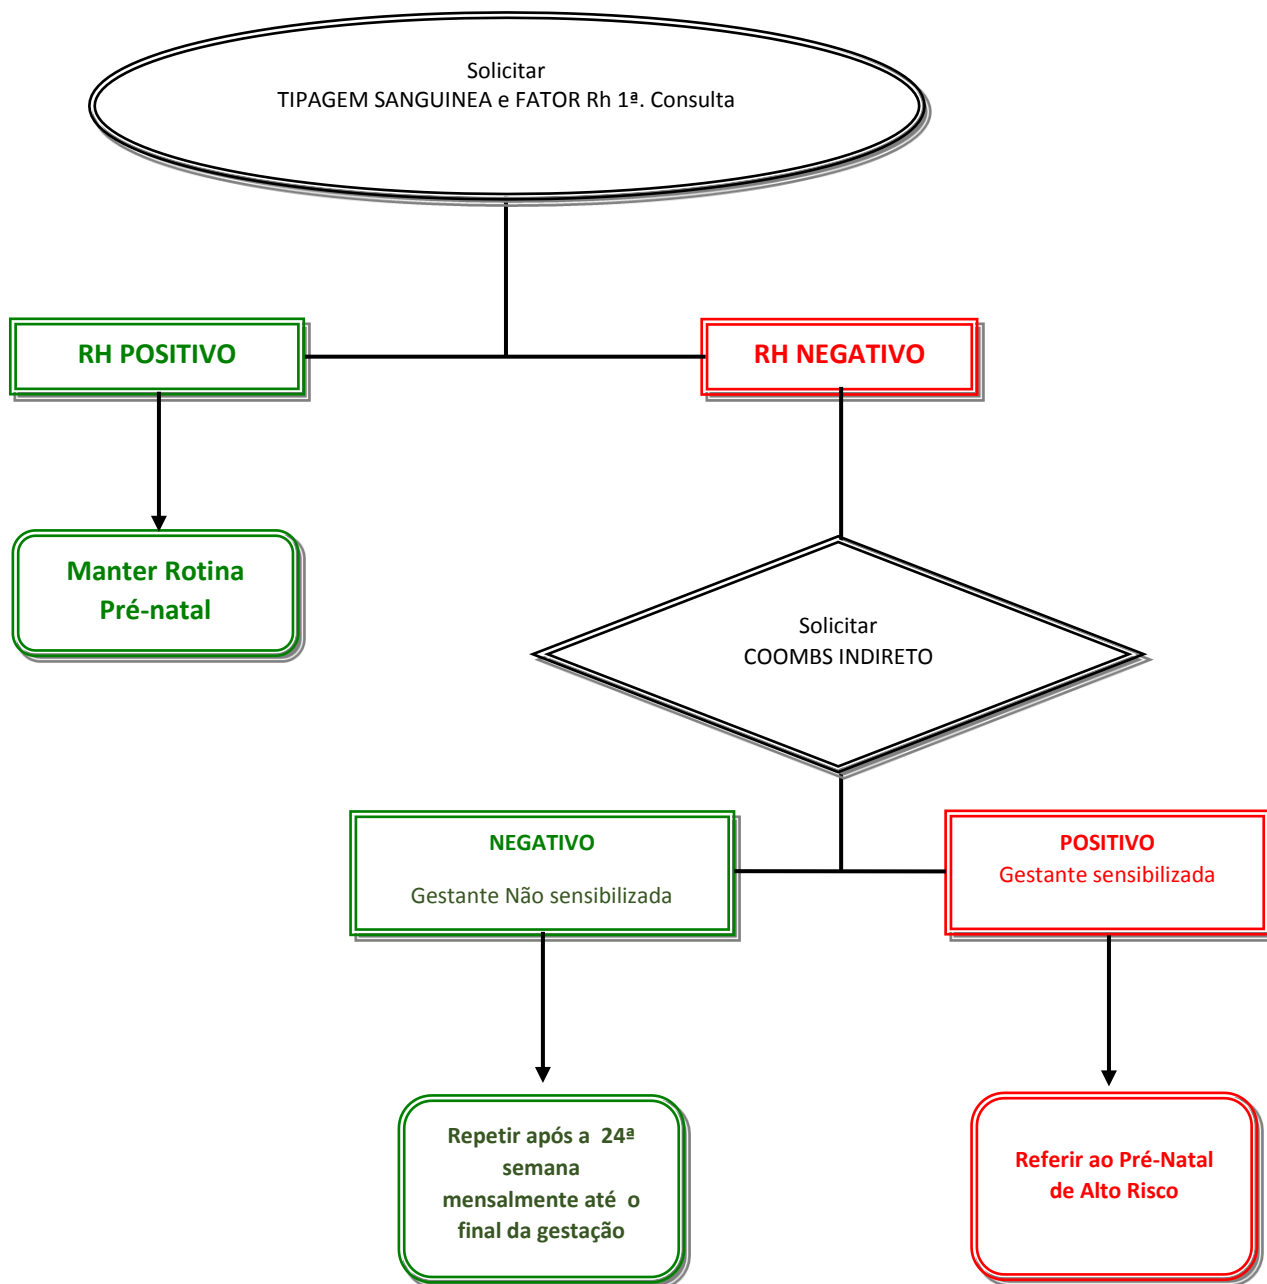 Solicitar
TIPAGEM SANGUINEA e FATOR Rh 1ª. Consulta
RH POSITIVO
RH NEGATIVO
Manter Rotina
Pré-natal
Solicitar
COOMBS INDIRETO
NEGATIVO
Gestante Não sensibilizada
POSITIVO
Gestante sensibilizada
Repetir após a 24ª
semana
mensalmente até o
final da gestação
Referir ao Pré-Natal
de Alto Risco